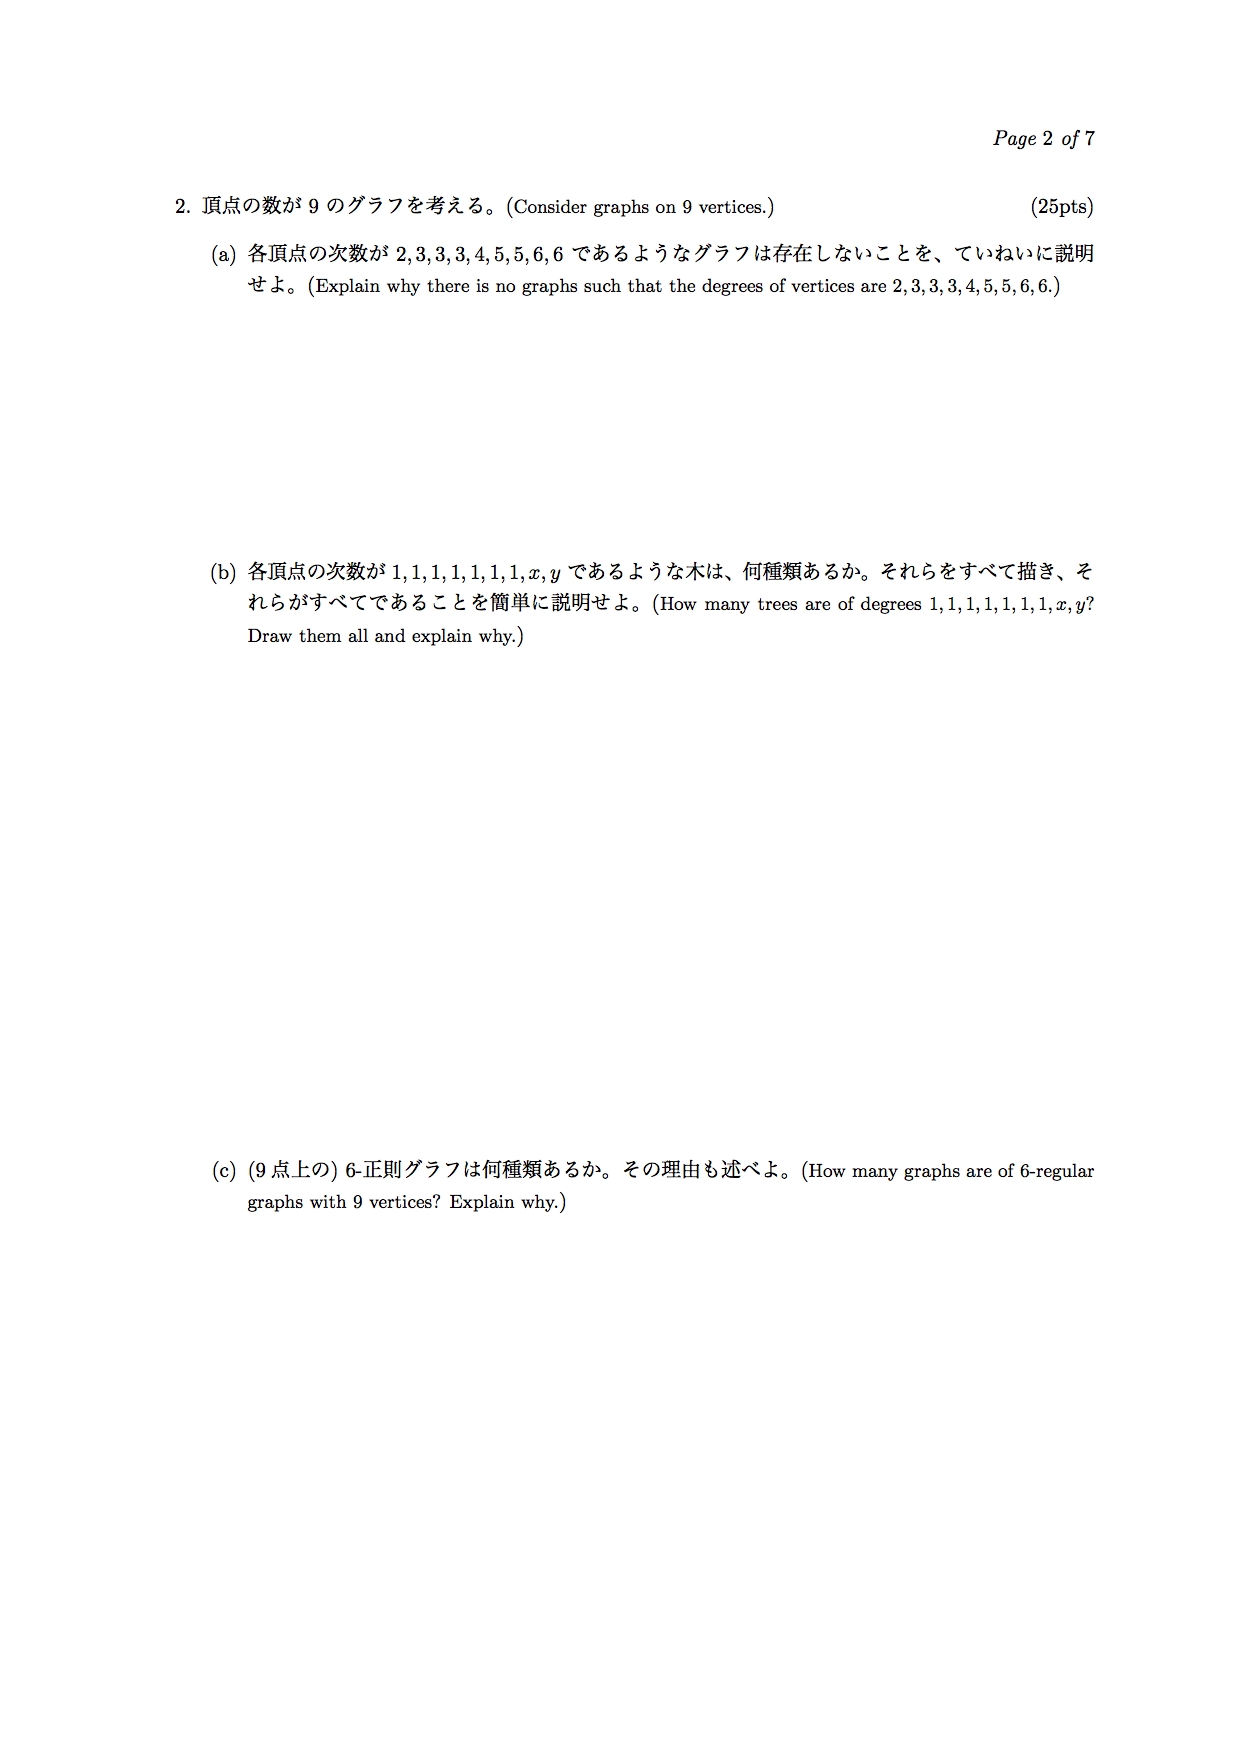 Page 2 of 7
2. 頂点の数が 9 のグラフを考える。(Consider graphs on 9 vertices.) (25pts)
(a) 各頂点の次数が 2, 3, 3, 3, 4, 5, 5, 6, 6 であるようなグラフは存在しないことを、ていねいに説明
せよ。(Explain why there is no graphs such that the degrees of vertices are 2, 3, 3, 3, 4, 5, 5, 6, 6.)
(b) 各頂点の次数が 1, 1, 1, 1, 1, 1, 1, x, y であるような木は、何種類あるか。それらをすべて描き、そ
れらがすべてであることを簡単に説明せよ。(How many trees are of degrees 1, 1, 1, 1, 1, 1, 1, x, y?
Draw them all and explain why.)
(c) (9 点上の) 6-正則グラフは何種類あるか。その理由も述べよ。(How many graphs are of 6-regular
graphs with 9 vertices? Explain why.)